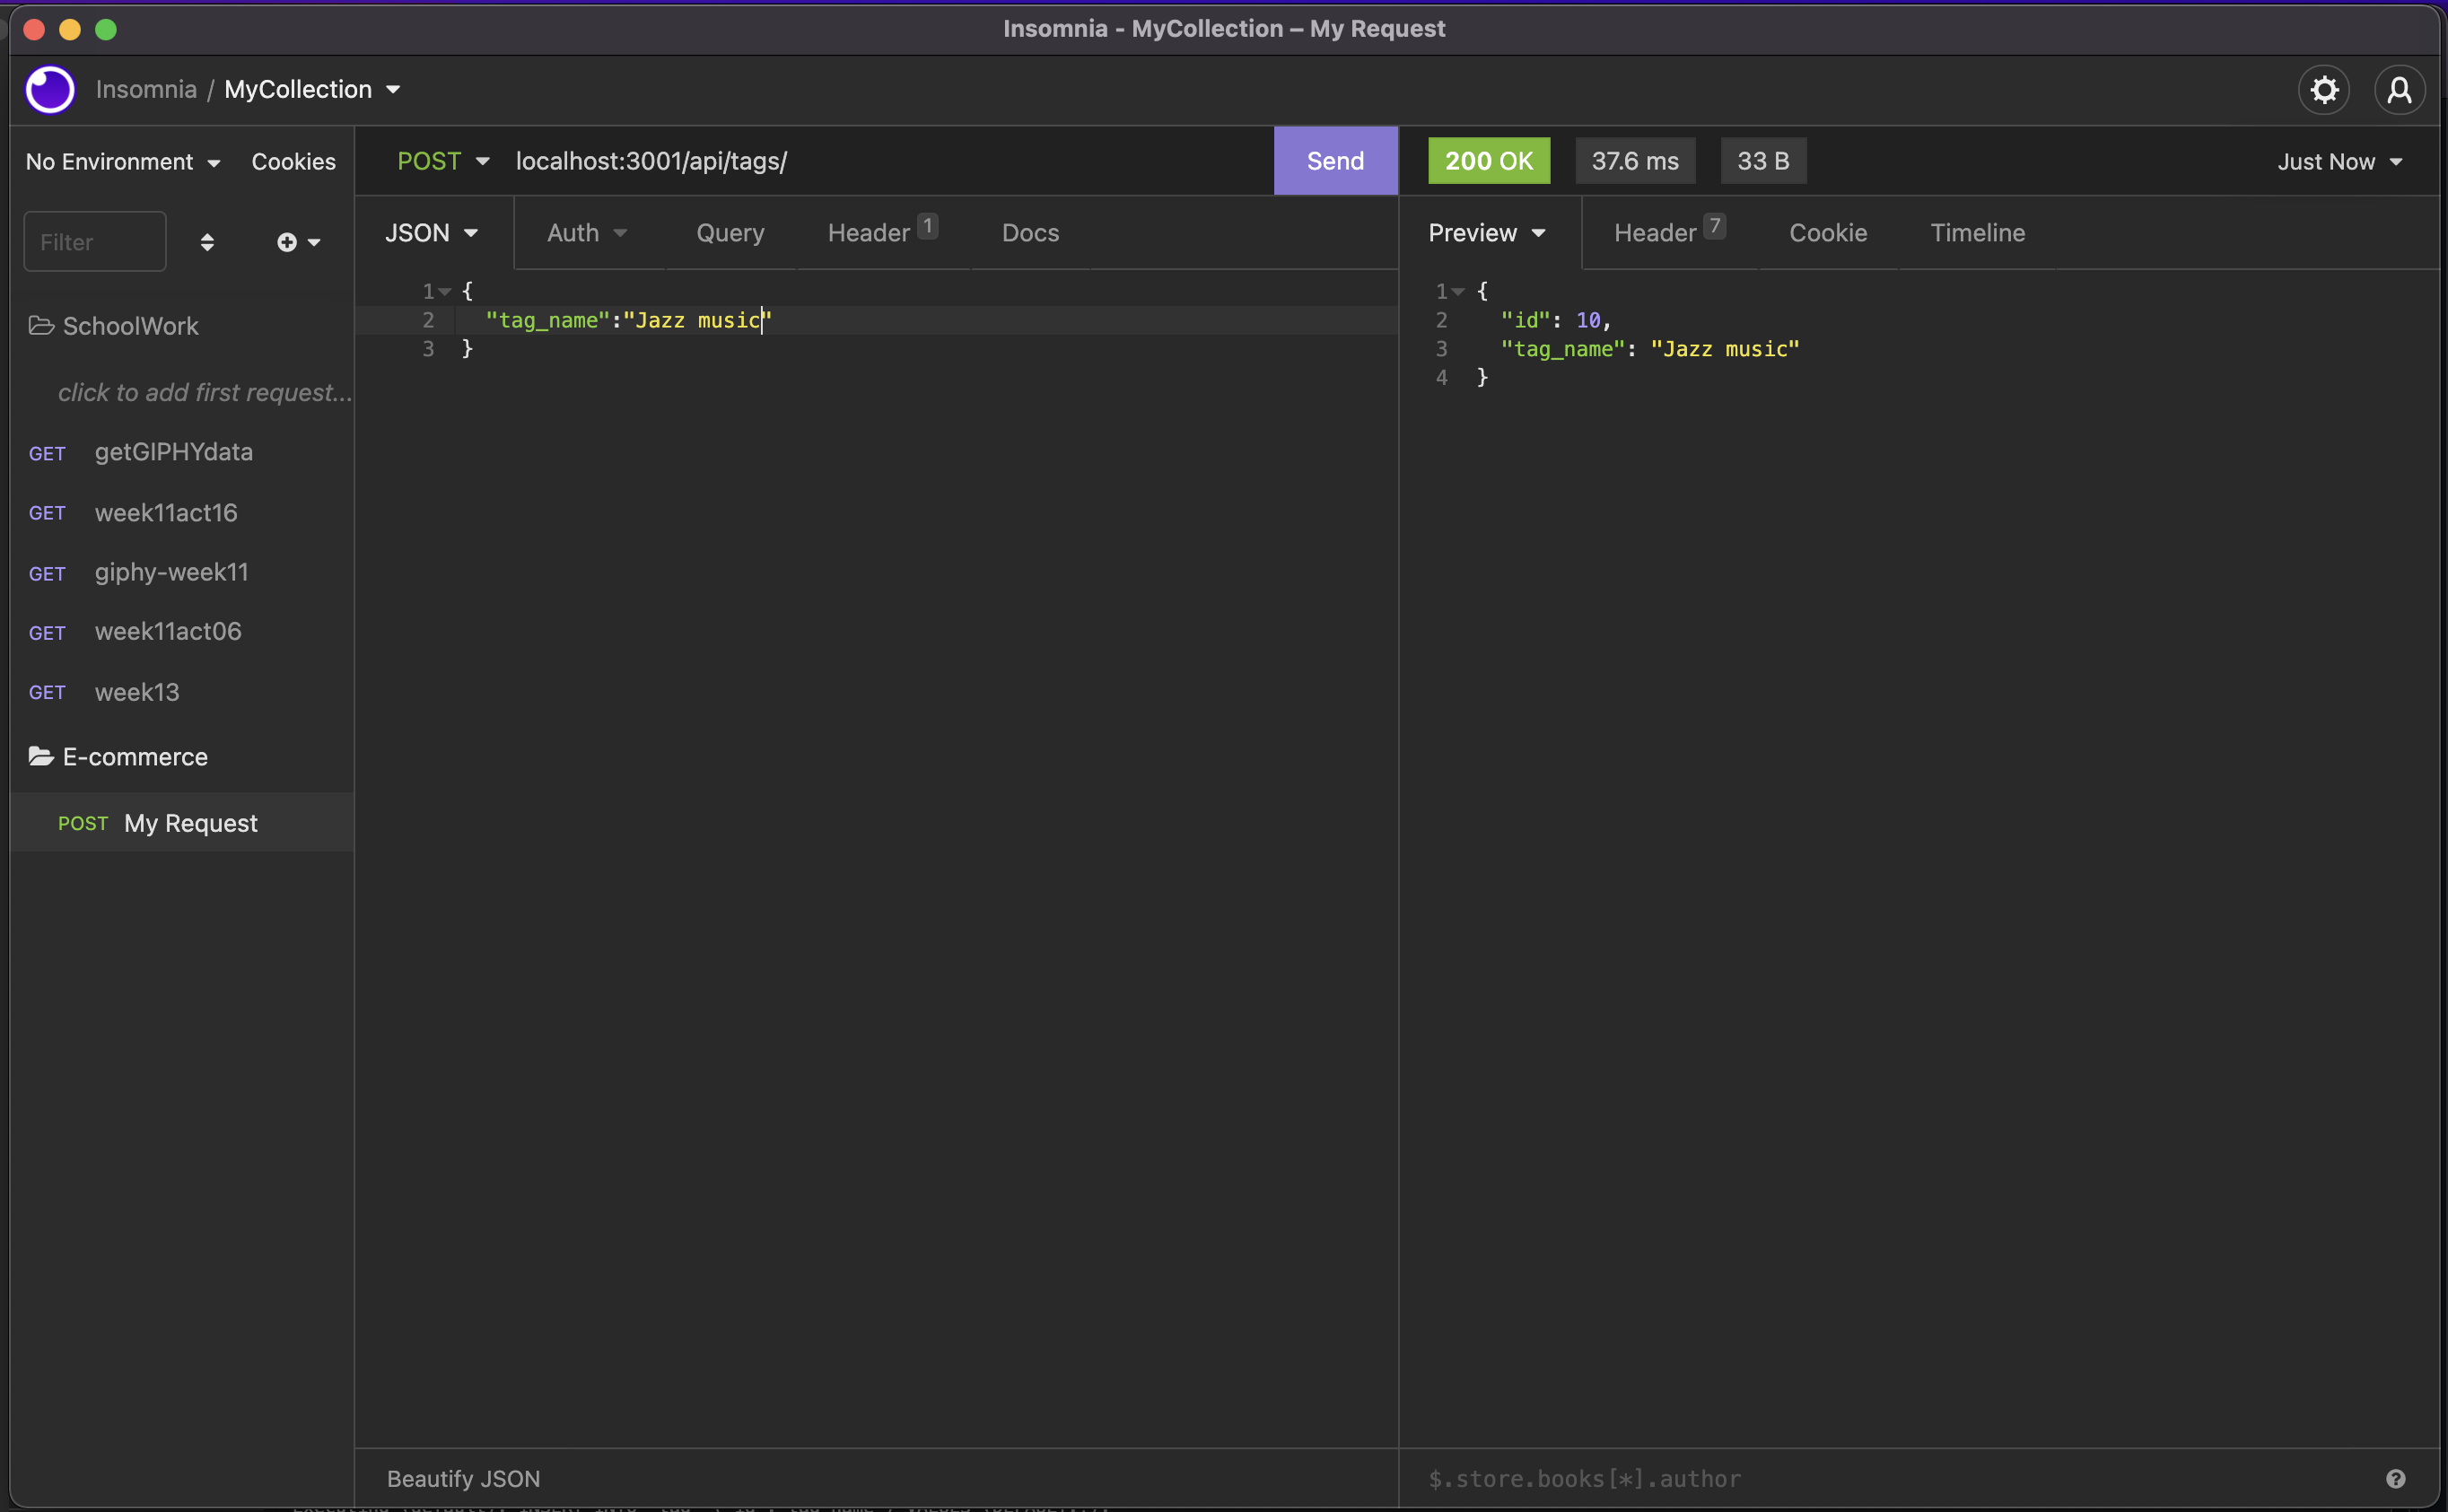 Insomnia - MyCollection – My Request
Insomnia / MyCollection
No Environment Cookies
POST localhost:3001/api/tags/ Send
200 OK 37.6 ms 33 B Just Now
Filter
JSON Auth Query Header 1 Docs
Preview Header 7 Cookie Timeline
1 {
2 "tag_name":"Jazz music"
3 }
1 {
2 "id": 10,
3 "tag_name": "Jazz music"
4 }
SchoolWork
click to add first request...
GET getGIPHYdata
GET week11act16
GET giphy-week11
GET week11act06
GET week13
E-commerce
POST My Request
Beautify JSON
$.store.books[*].author